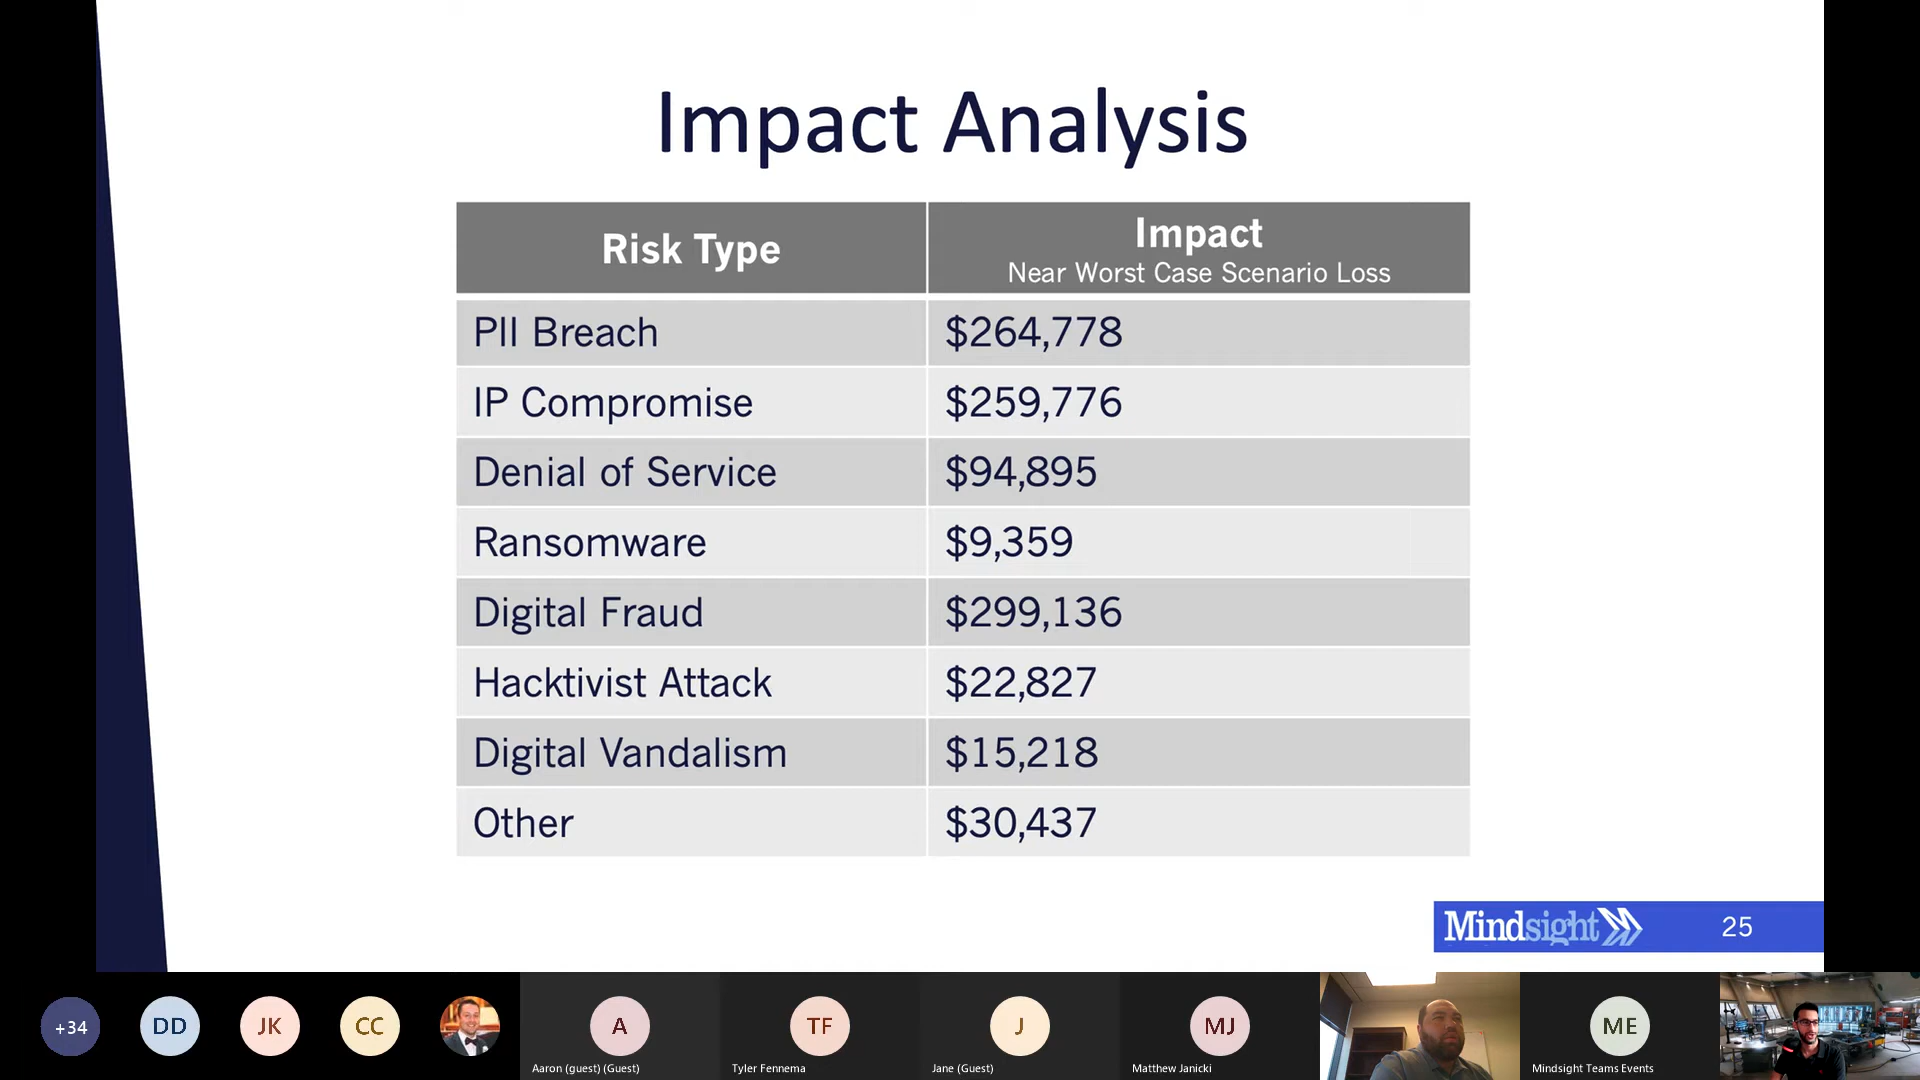 Impact Analysis
Risk Type
Impact
Near Worst Case Scenario Loss
PII Breach $264,778
IP Compromise $259,776
Denial of Service $94,895
Ransomware $9,359
Digital Fraud $299,136
Hacktivist Attack $22,827
Digital Vandalism $15,218
Other $30,437
Mindsight 25
+34 DD JK CC A TF J MJ ME
Aaron (guest) (Guest) Tyler Fennema Jane (Guest) Matthew Janicki Mindsight Teams Events